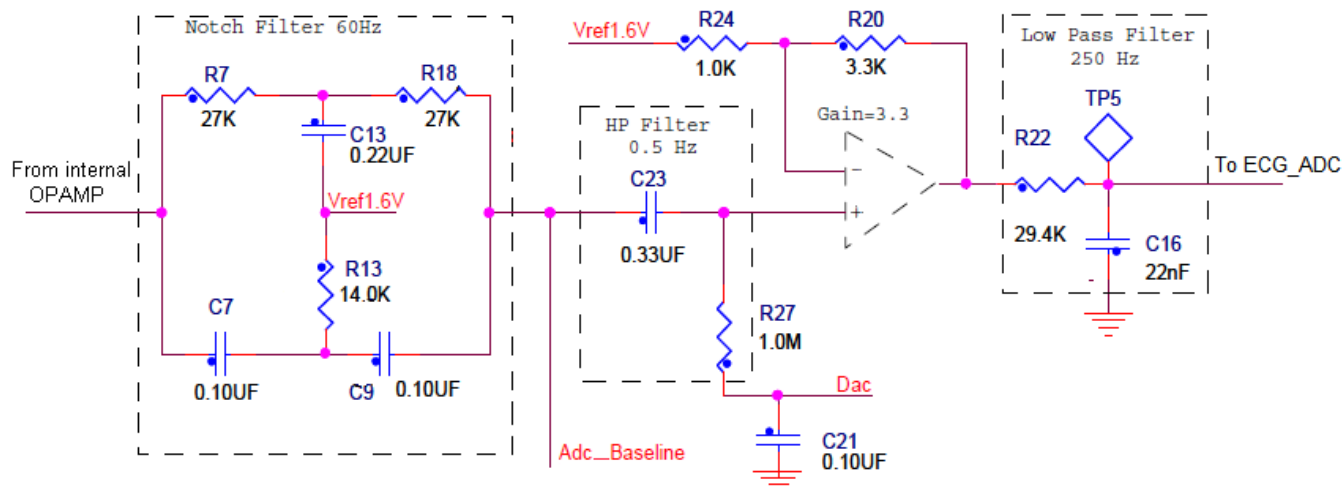 Notch Filter 60Hz
R7
27K
R18
27K
C13
0.22UF
From internal
OPAMP
Vref1.6V
R13
14.0K
C7
0.10UF
C9
0.10UF
Adc_Baseline
HP Filter
0.5 Hz
C23
0.33UF
R27
1.0M
Dac
C21
0.10UF
Vref1.6V
R24
1.0K
R20
3.3K
Gain=3.3
-
+
Low Pass Filter
250 Hz
TP5
R22
29.4K
C16
22nF
To ECG_ADC